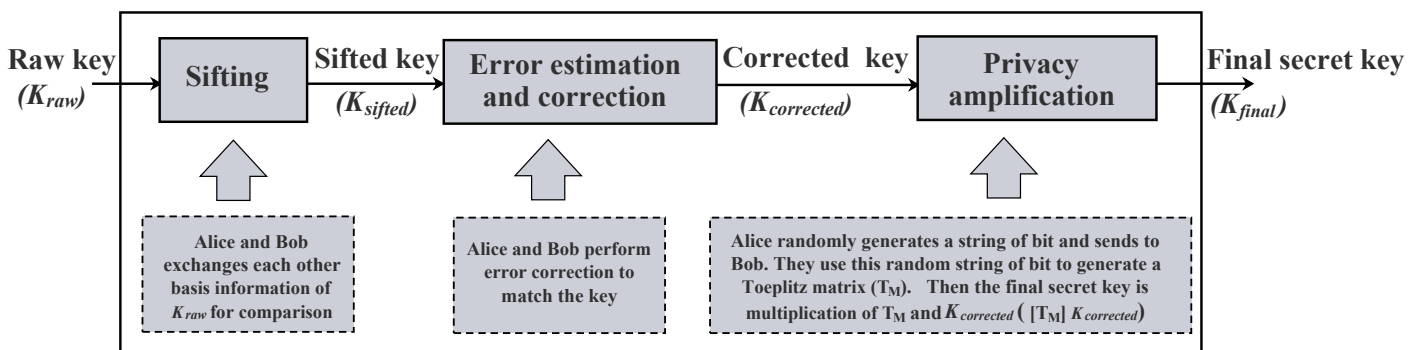 Raw key
(K_raw)
Sifting
Sifted key
(K_sifted)
Error estimation
and correction
Corrected key
(K_corrected)
Privacy
amplification
Final secret key
(K_final)
Alice and Bob
exchanges each other
basis information of
K_raw for comparison
Alice and Bob perform
error correction to
match the key
Alice randomly generates a string of bit and sends to
Bob. They use this random string of bit to generate a
Toeplitz matrix (T_M). Then the final secret key is
multiplication of T_M and K_corrected ( [T_M] K_corrected)